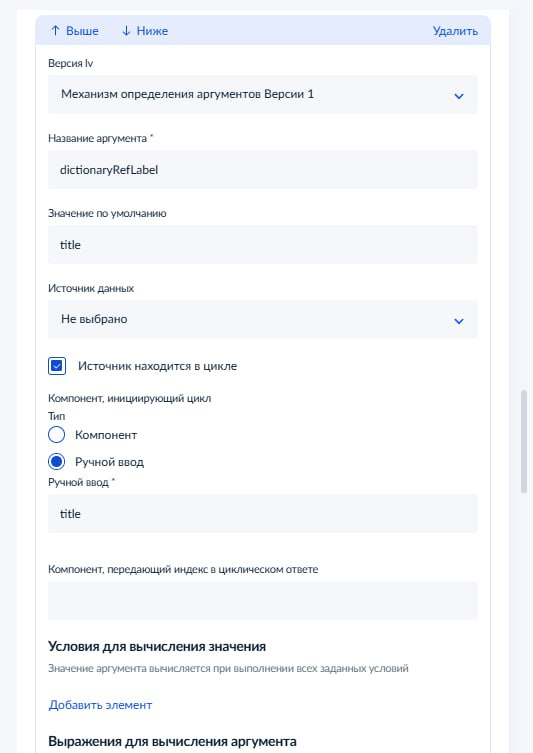 ↑ Выше ↓ Ниже Удалить
Версия lv
Механизм определения аргументов Версии 1
Название аргумента *
dictionaryRefLabel
Значение по умолчанию
title
Источник данных
Не выбрано
Источник находится в цикле
Компонент, инициирующий цикл
Тип
Компонент
Ручной ввод
Ручной ввод *
title
Компонент, передающий индекс в циклическом ответе
Условия для вычисления значения
Значение аргумента вычисляется при выполнении всех заданных условий
Добавить элемент
Выражения для вычисления аргумента